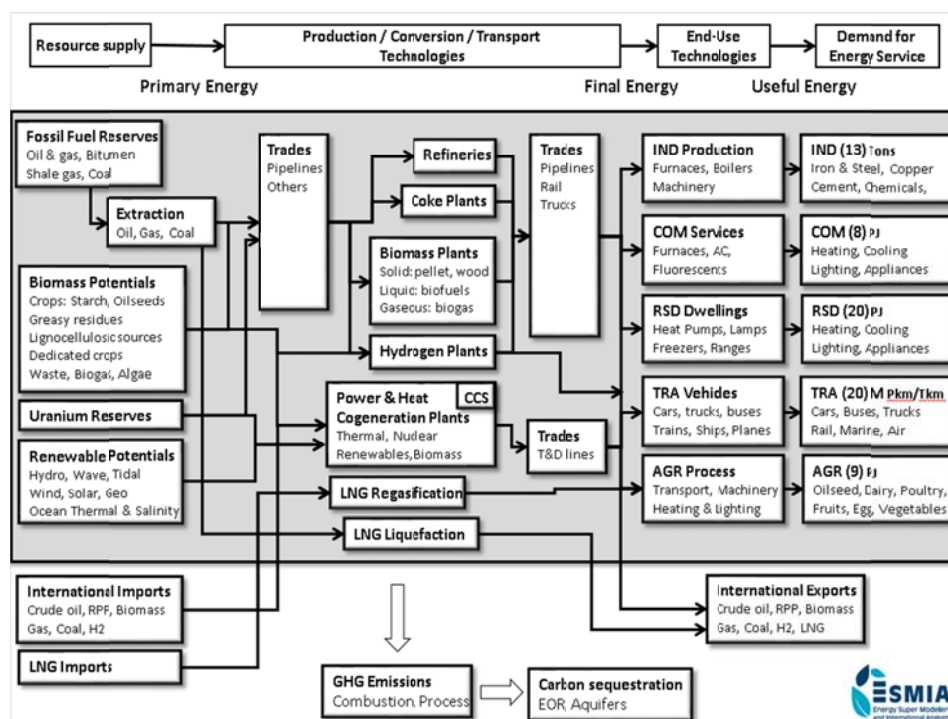 Resource supply
Production / Conversion / Transport
Technologies
End-Use
Technologies
Demand for
Energy Service
Primary Energy
Final Energy
Useful Energy
Fossil Fuel Reserves
Oil & gas, Bitumen
Shale gas, Coal
Extraction
Oil, Gas, Coal
Biomass Potentials
Crops: Starch, Oilseeds
Greasy residues
Lignocellulosic sources
Dedicated crops
Waste, Biogas, Algae
Uranium Reserves
Renewable Potentials
Hydro, Wave, Tidal
Wind, Solar, Geo
Ocean Thermal & Salinity
Trades
Pipelines
Others
Refineries
Coke Plants
Biomass Plants
Solid: pellet, wood
Liquic: biofuels
Gasecus: biogas
Hydrogen Plants
Power & Heat
CCS
Cogeneration Plants
Thermal, Nuclear
Renewables, Biomass
LNG Regasification
LNG Liquefaction
Trades
Pipelines
Rail
Trucks
Trades
T&D lines
IND Production
Furnaces, Boilers
Machinery
COM Services
Furnaces, AC,
Fluorescents
RSD Dwellings
Heat Pumps, Lamps
Freezers, Ranges
TRA Vehides
Cars, trucks, buses
Trains, Ships, Planes
AGR Process
Transport, Machinery
Heating & Lighting
IND (13) Tons
Iron & Steel, Copper
Cement, Chemicals,
COM (8) PJ
Heating, Cooling
Lighting, Appliances
RSD (20) PJ
Heating, Cooling
Lighting, Appliances
TRA (20) M Pkm/Tkm
Cars, Buses, Trucks
Rail, Marine, Air
AGR (9) PJ
Oilseed, Dairy, Poultry,
Fruits, Egg, Vegetables
International Imports
Crude oil, RPF, Biomass
Gas, Coal, H2
LNG Imports
International Exports
Crude oil, RPP, Biomass
Gas, Coal, H2, LNG
GHG Emissions
Combustion, Process
Carbon sequestration
EOR, Aquifers
ESMIA
Energy Super Modelers
and International Analysts